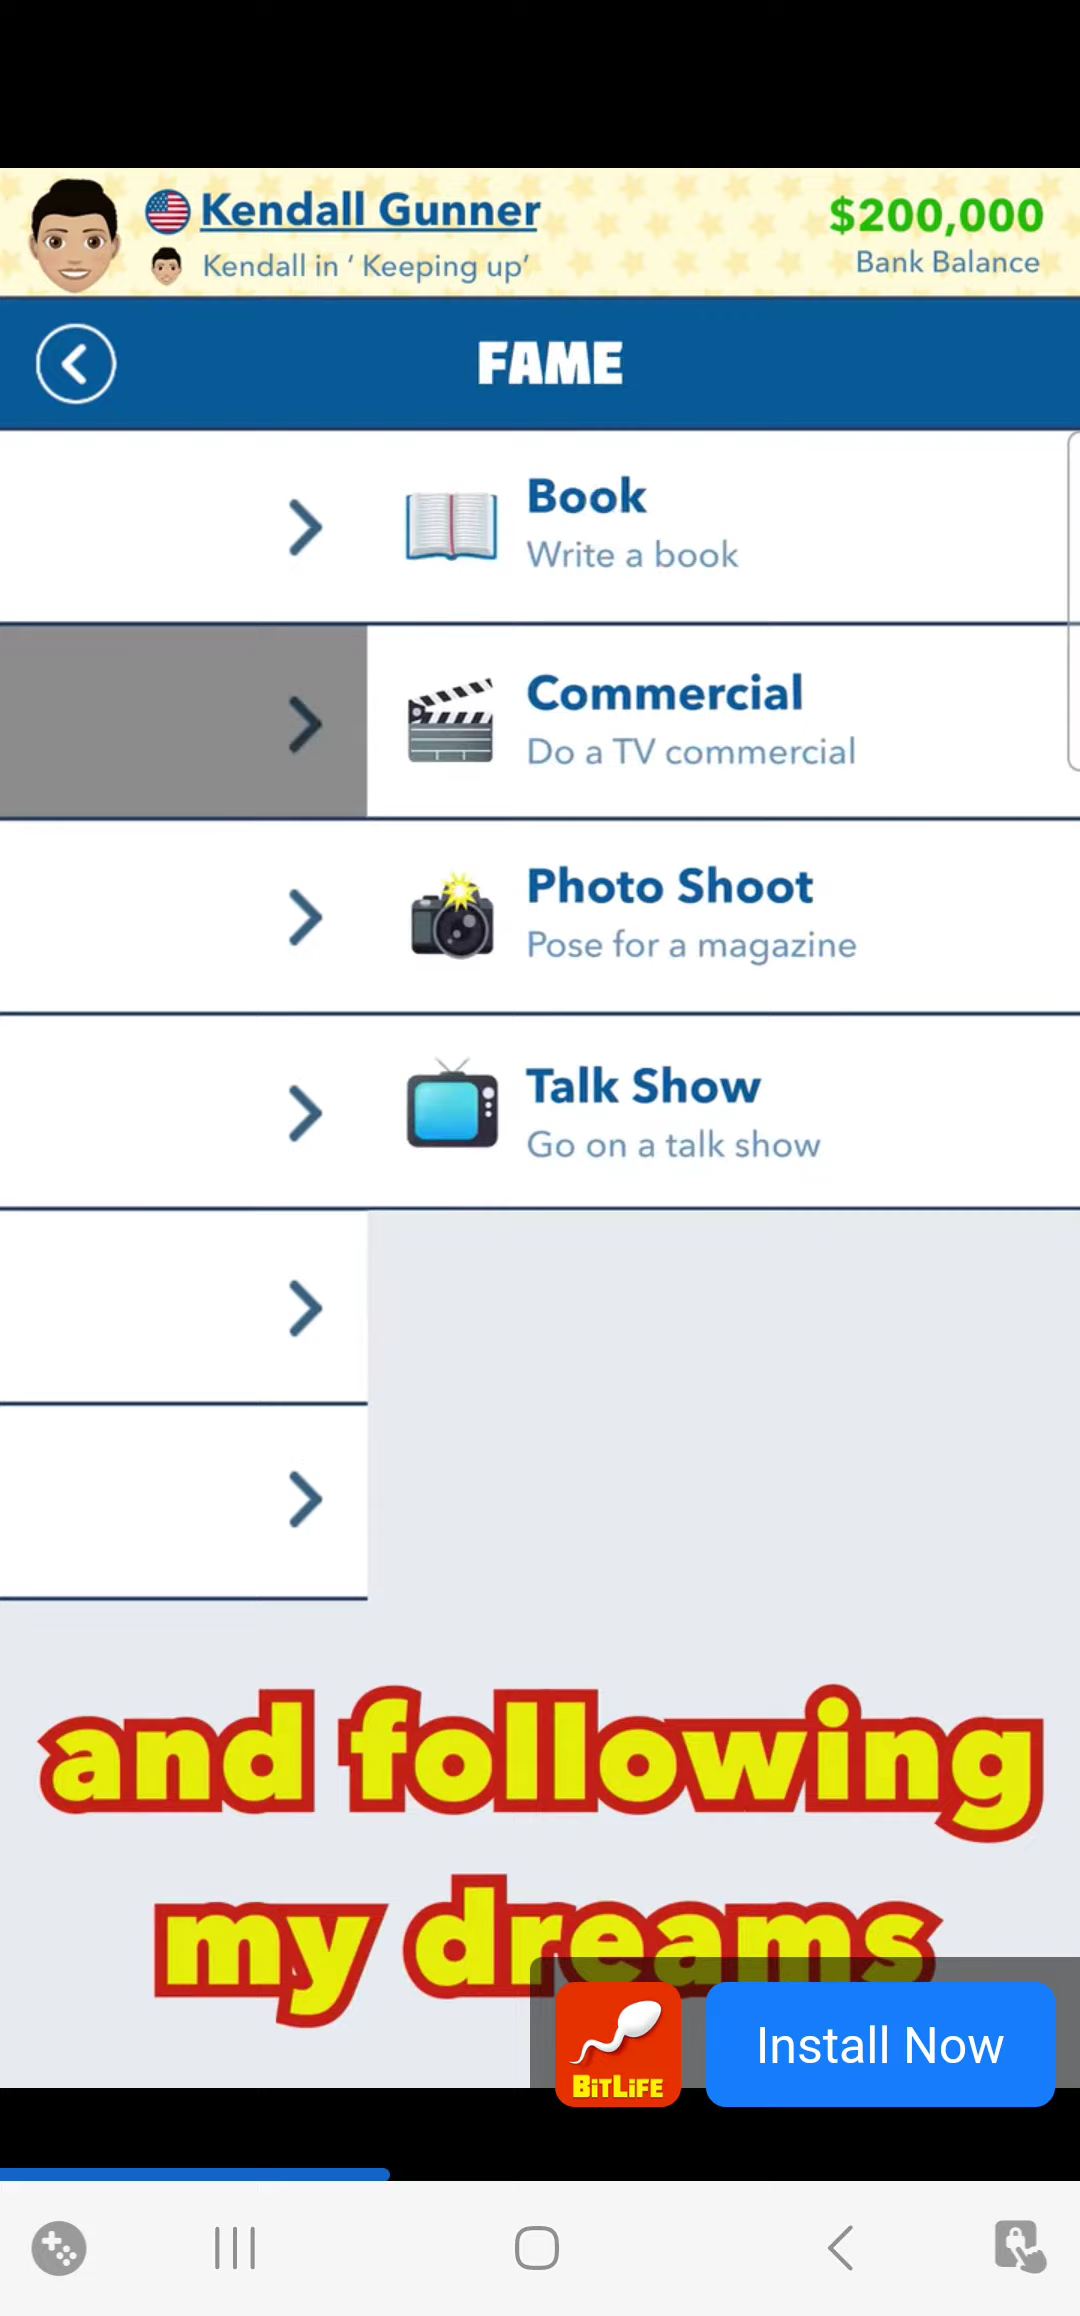 Kendall Gunner
$200,000
Kendall in ‘ Keeping up’
Bank Balance
FAME
Book
Write a book
Commercial
Do a TV commercial
Photo Shoot
Pose for a magazine
Talk Show
Go on a talk show
and following
my dreams
BiTLiFE
Install Now